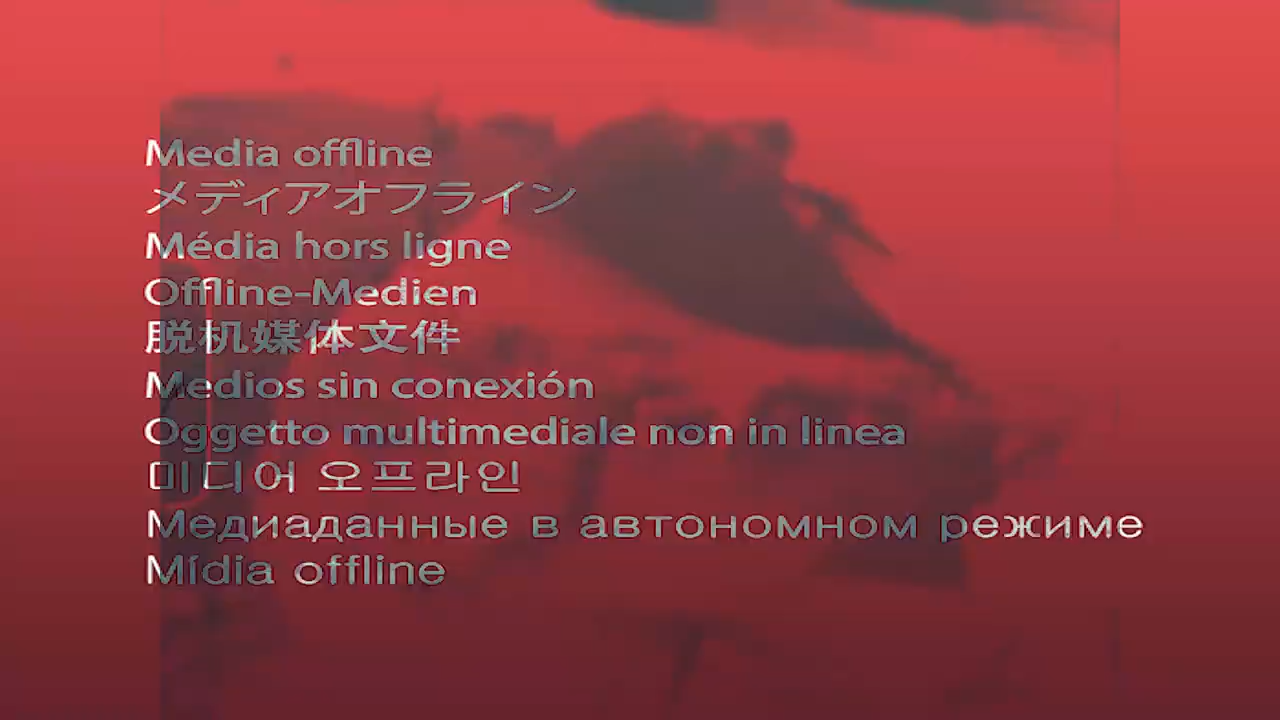 Media offline
メディアオフライン
Média hors ligne
Offline-Medien
脱机媒体文件
Medios sin conexión
Oggetto multimediale non in linea
미디어 오프라인
Медиаданные в автономном режиме
Mídia offline